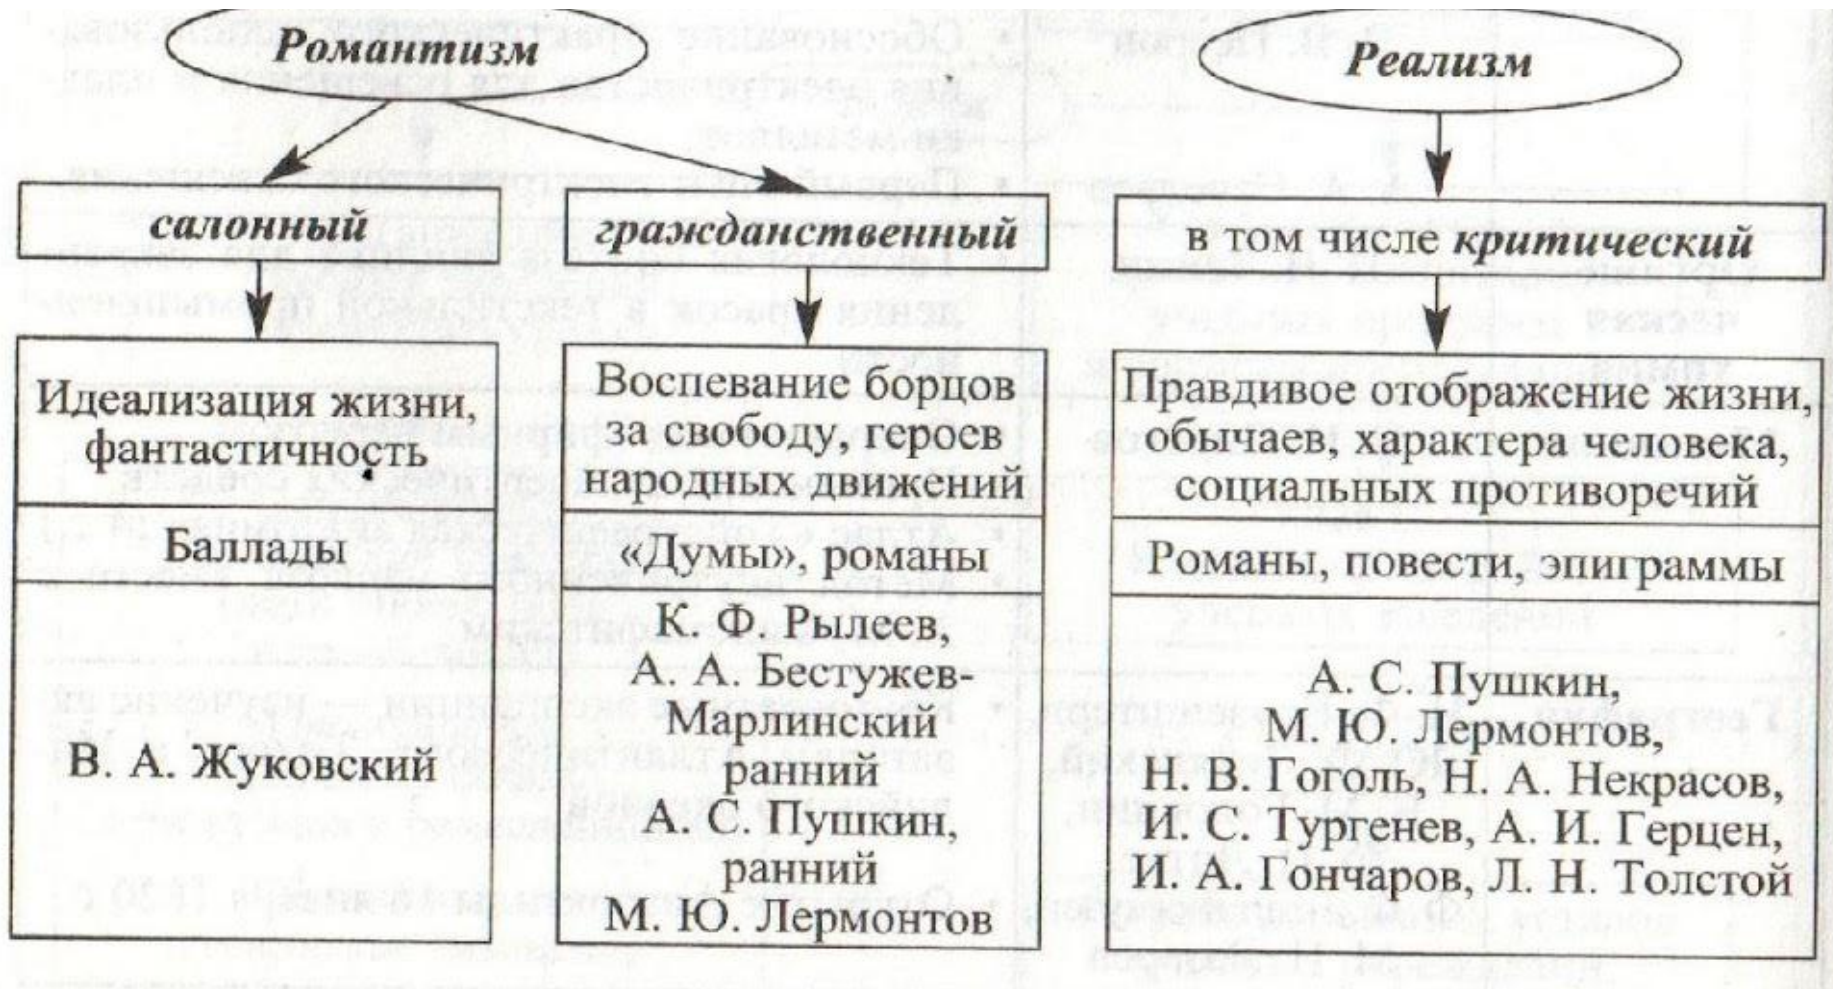 Романтизм
салонный
Идеализация жизни,
фантастичность
Баллады
В. А. Жуковский
гражданственный
Воспевание борцов
за свободу, героев
народных движений
«Думы», романы
К. Ф. Рылеев,
А. А. Бестужев-
Марлинский
ранний
А. С. Пушкин,
ранний
М. Ю. Лермонтов
Реализм
в том числе критический
Правдивое отображение жизни,
обычаев, характера человека,
социальных противоречий
Романы, повести, эпиграммы
А. С. Пушкин,
М. Ю. Лермонтов,
Н. В. Гоголь, Н. А. Некрасов,
И. С. Тургенев, А. И. Герцен,
И. А. Гончаров, Л. Н. Толстой